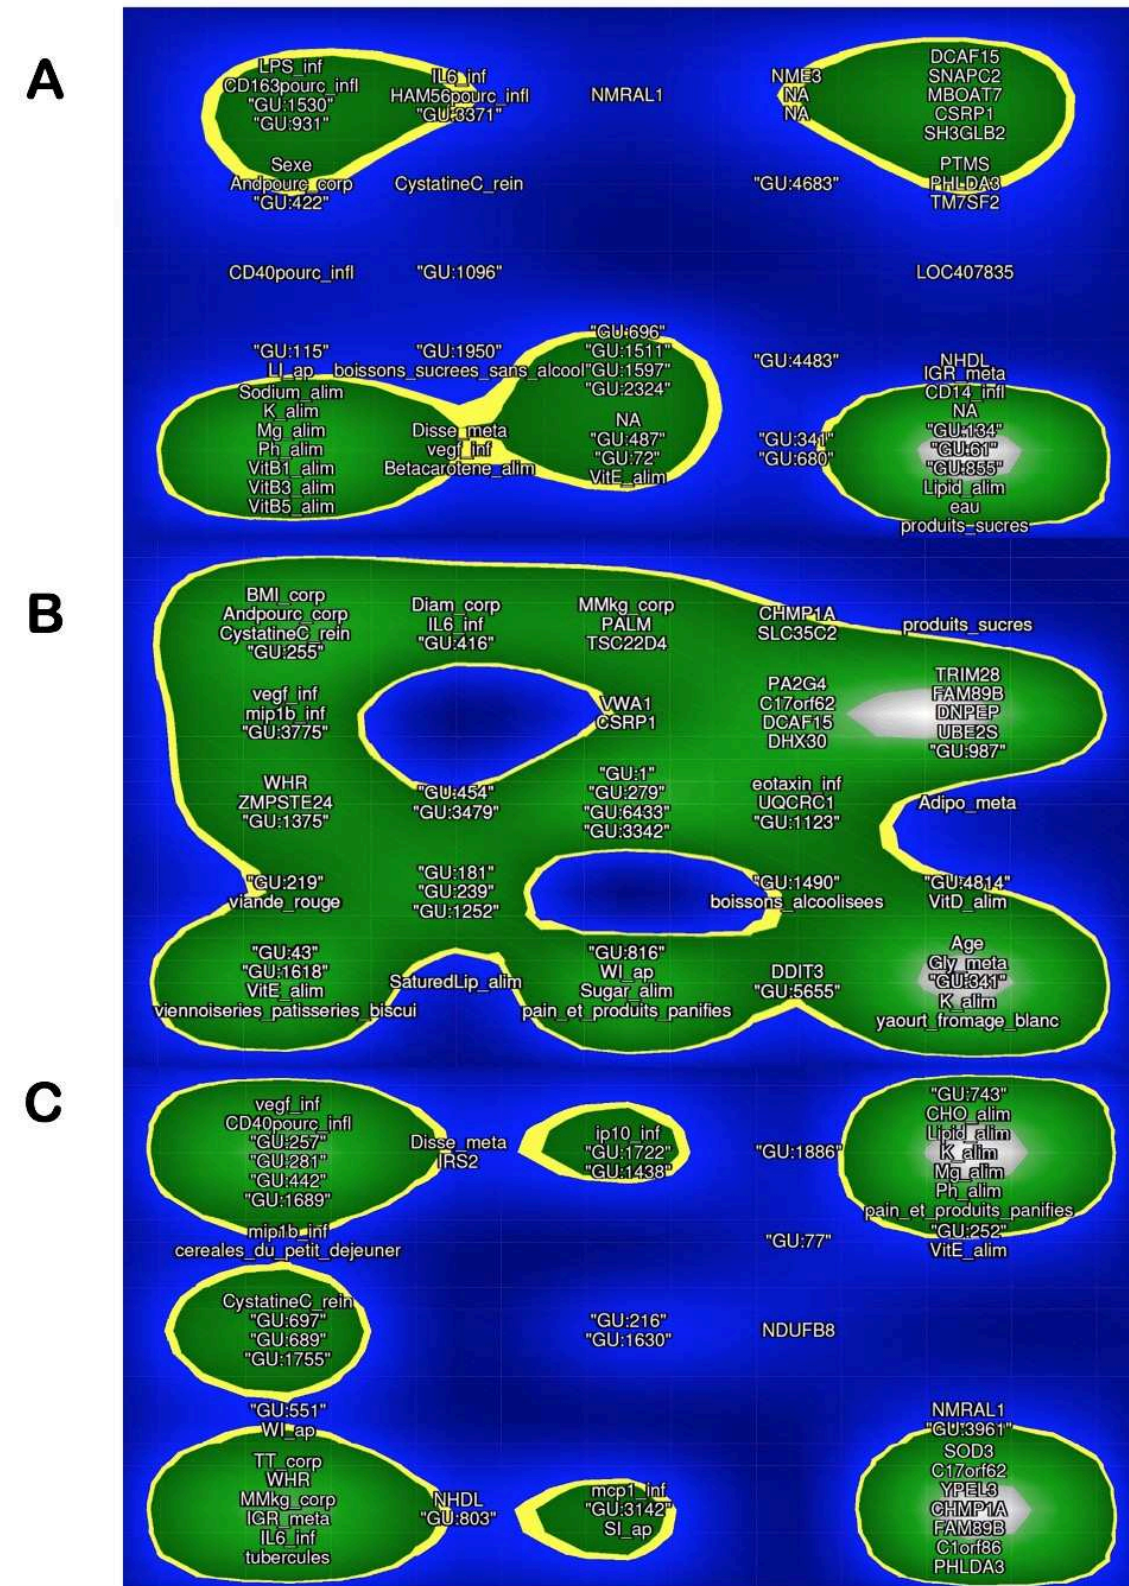 A
LPS_inf
CD163pourc_infl
"GU:1530"
"GU:931"
IL6_inf
HAM56pourc_infl
"GU:3371"
NMRAL1
NME3
NA
NA
DCAF15
SNAPC2
MBOAT7
CSRP1
SH3GLB2
Sexe
Andpourc_corp
"GU:422"
CystatineC_rein
"GU:4683"
PTMS
PHLDA3
TM7SF2
CD40pourc_infl
"GU:1096"
LOC407835
"GU:115"
LI_ap
"GU:1950"
boissons_sucrees_sans_alcool
"GU:696"
"GU:1511"
"GU:1597"
"GU:2324"
"GU:4483"
NHDL
IGR_meta
CD14_infl
Sodium_alim
K_alim
Mg_alim
Ph_alim
VitB1_alim
VitB3_alim
VitB5_alim
Disse_meta
vegf_inf
Betacarotene_alim
NA
"GU:487"
"GU:72"
VitE_alim
"GU:341"
"GU:680"
NA
"GU:134"
"GU:61"
"GU:855"
Lipid_alim
eau
produits_sucres
B
BMI_corp
Andpourc_corp
CystatineC_rein
"GU:255"
Diam_corp
IL6_inf
"GU:416"
MMkg_corp
PALM
TSC22D4
CHMP1A
SLC35C2
produits_sucres
vegf_inf
mip1b_inf
"GU:3775"
VWA1
CSRP1
PA2G4
C17orf62
DCAF15
DHX30
TRIM28
FAM89B
DNPEP
UBE2S
"GU:987"
WHR
ZMPSTE24
"GU:1375"
"GU:454"
"GU:3479"
"GU:1"
"GU:279"
"GU:6433"
"GU:3342"
eotaxin_inf
UQCRC1
"GU:1123"
Adipo_meta
"GU:219"
viande_rouge
"GU:181"
"GU:239"
"GU:1252"
"GU:1490"
boissons_alcoolisees
"GU:4814"
VitD_alim
"GU:43"
"GU:1618"
VitE_alim
viennoiseries_patisseries_biscui
SaturedLip_alim
"GU:816"
WI_ap
Sugar_alim
pain_et_produits_panifies
DDIT3
"GU:5655"
Age
Gly_meta
"GU:341"
K_alim
yaourt_fromage_blanc
C
vegf_inf
CD40pourc_infl
"GU:257"
"GU:281"
"GU:442"
"GU:1689"
Disse_meta
IRS2
ip10_inf
"GU:1722"
"GU:1438"
"GU:1886"
"GU:743"
CHO_alim
Lipid_alim
K_alim
Mg_alim
Ph_alim
pain_et_produits_panifies
mip1b_inf
cereales_du_petit_dejeuner
"GU:77"
"GU:252"
VitE_alim
CystatineC_rein
"GU:697"
"GU:689"
"GU:1755"
"GU:216"
"GU:1630"
NDUFB8
"GU:551"
WI_ap
NMRAL1
"GU:3961"
TT_corp
WHR
MMkg_corp
IGR_meta
IL6_inf
tubercules
NHDL
"GU:803"
mcp1_inf
"GU:3142"
SI_ap
SOD3
C17orf62
YPEL3
CHMP1A
FAM89B
C1orf86
PHLDA3